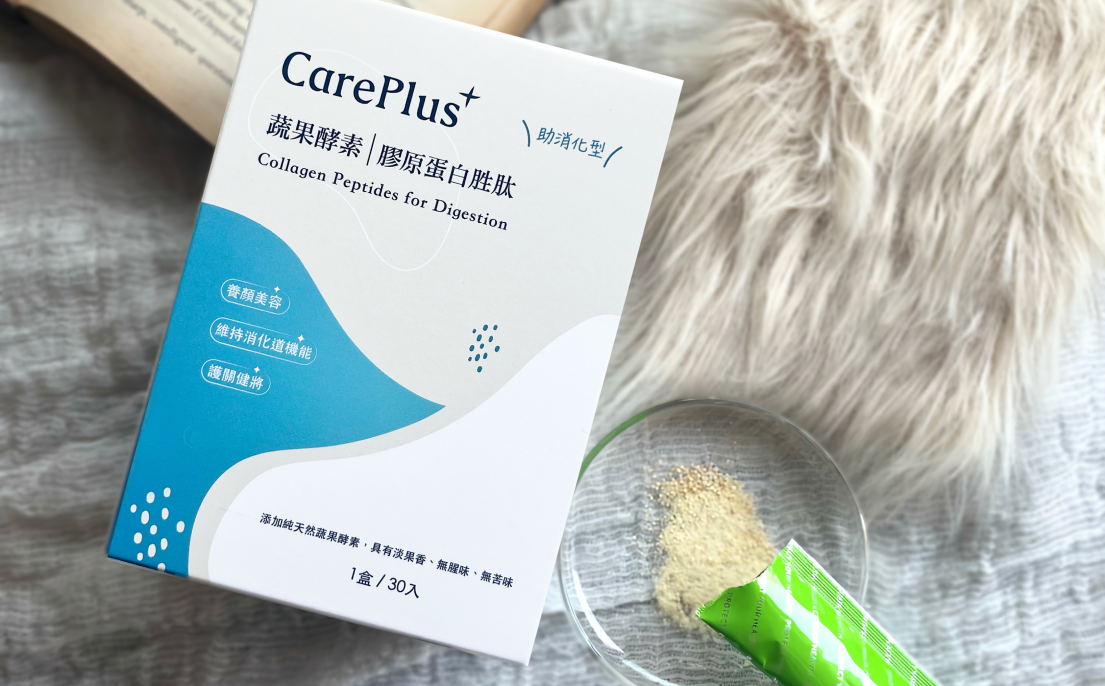 CarePlus
助消化型
蔬果酵素|膠原蛋白胜肽
Collagen Peptides for Digestion
養顏美容
維持消化道機能
護關健將
添加純天然蔬果酵素，具有淡果香、無腥味、無苦味
1盒 / 30入